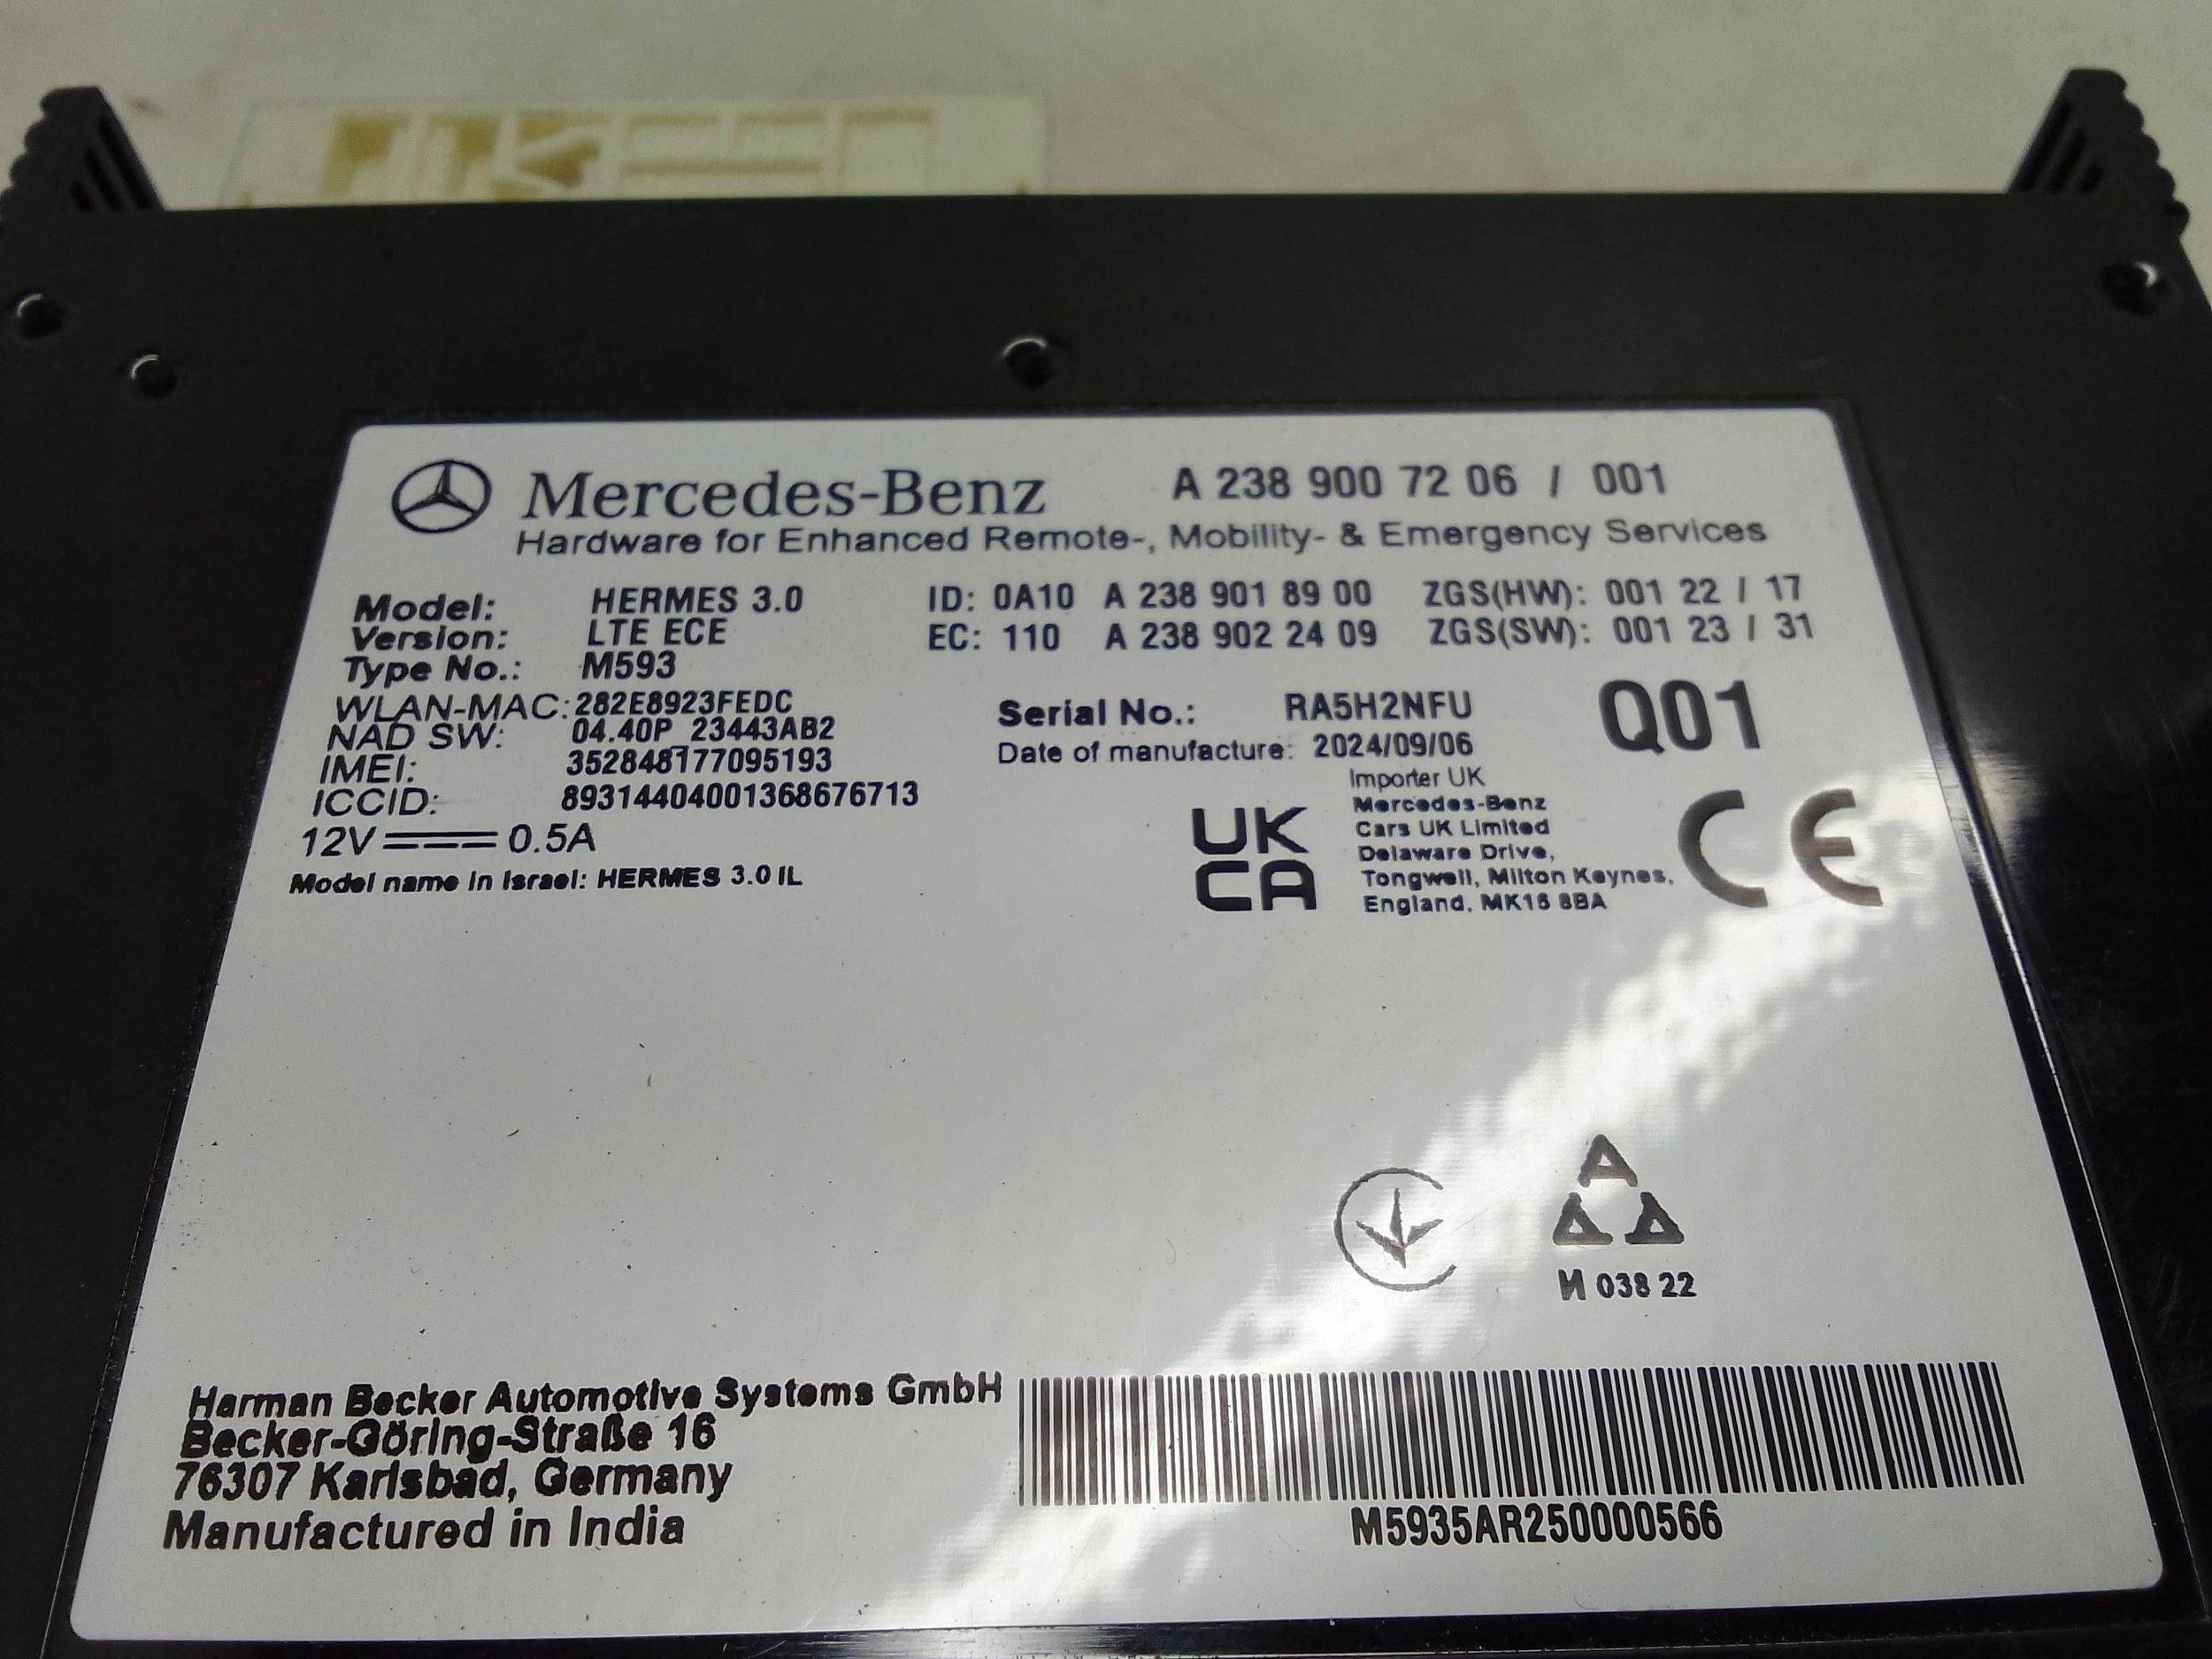 Mercedes-Benz A 238 900 72 06 / 001
Hardware for Enhanced Remote-, Mobility- & Emergency Services
Model: HERMES 3.0 ID: 0A10 A 238 901 89 00 ZGS(HW): 001 22 / 17
Version: LTE ECE EC: 110 A 238 902 24 09 ZGS(SW): 001 23 / 31
Type No.: M593
WLAN-MAC: 282E8923FEDC
NAD SW: 04.40P_23443AB2
IMEI: 352848177095193
ICCID: 89314404001368676713
12V 0.5A
Model name in Israel: HERMES 3.0 IL
Serial No.: RA5H2NFU Q01
Date of manufacture: 2024/09/06
UK
CA
Importer UK
Mercedes-Benz
Cars UK Limited
Delaware Drive,
Tongwell, Milton Keynes,
England, MK15 8BA
CE
И 038 22
Harman Becker Automotive Systems GmbH
Becker-Göring-Straße 16
76307 Karlsbad, Germany
Manufactured in India
M5935AR250000566